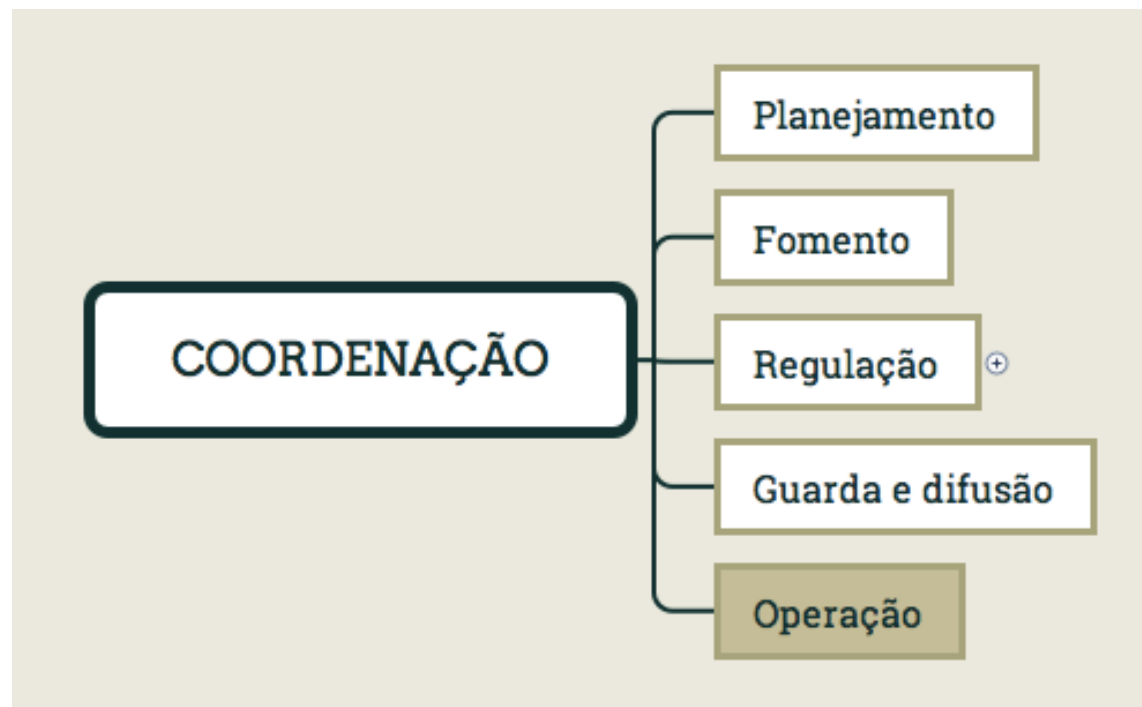 COORDENAÇÃO
Planejamento
Fomento
Regulação
Guarda e difusão
Operação